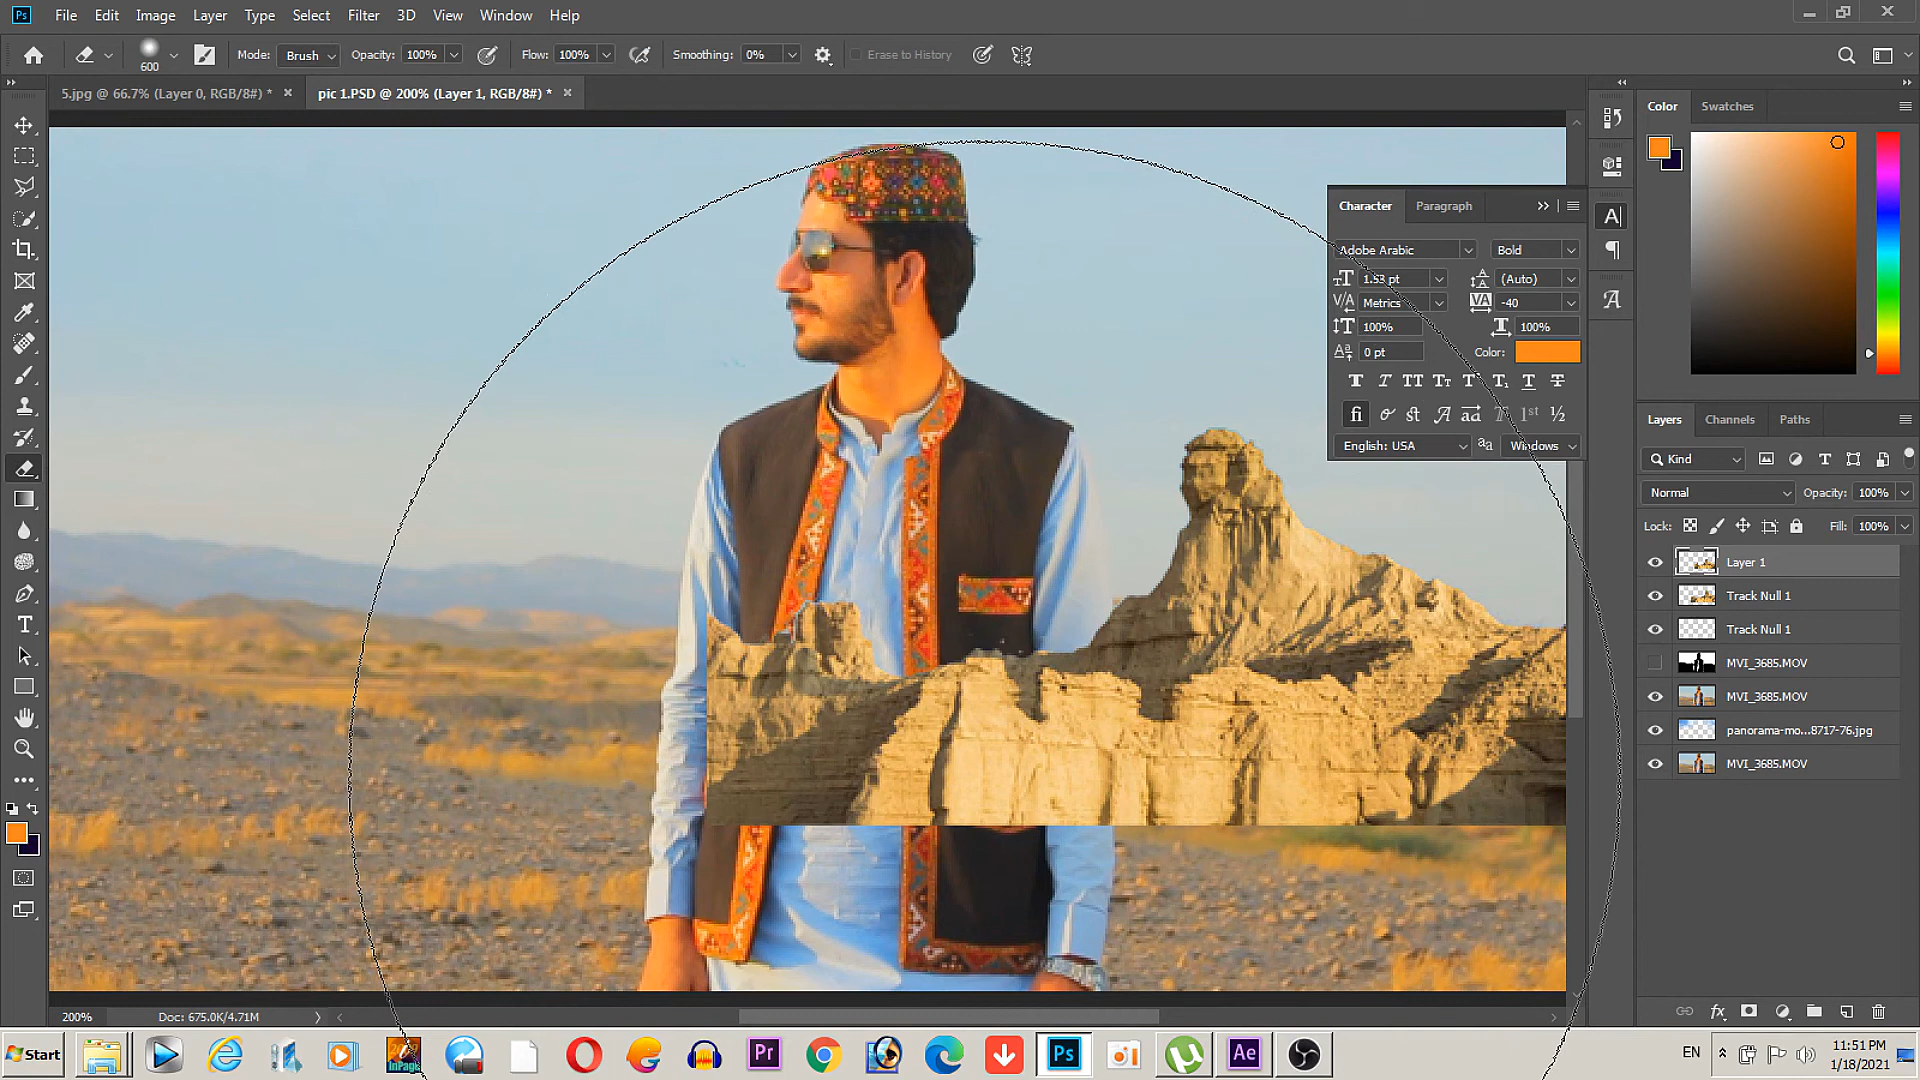 Ps File Edit Image Layer Type Select Filter 3D View Window Help
600 Mode: Brush Opacity: 100% Flow: 100% Smoothing: 0% Erase to History
5.jpg @ 66.7% (Layer 0, RGB/8#) * × pic 1.PSD @ 200% (Layer 1, RGB/8#) * ×
Color Swatches
Character Paragraph
Adobe Arabic Bold
1.53 pt (Auto)
Metrics -40
100% 100%
0 pt Color:
English: USA Windows
Layers Channels Paths
Kind
Normal Opacity: 100%
Lock: Fill: 100%
Layer 1
Track Null 1
Track Null 1
MVI_3685.MOV
MVI_3685.MOV
panorama-mo...8717-76.jpg
MVI_3685.MOV
200% Doc: 675.0K/4.71M
Start InPage Pr Ps Ae EN 11:51 PM
1/18/2021